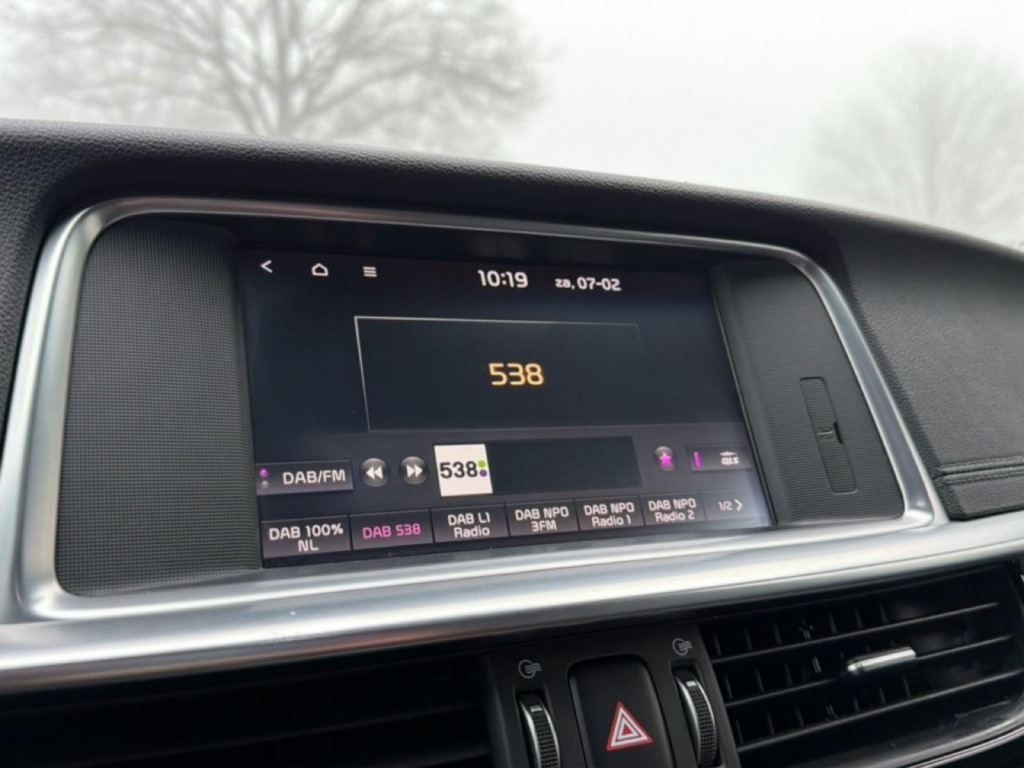 10:19 za, 07-02
538
DAB/FM 538
DAB 100% NL
DAB 538
DAB L1 Radio
DAB NPO 3FM
DAB NPO Radio 1
DAB NPO Radio 2
1/2